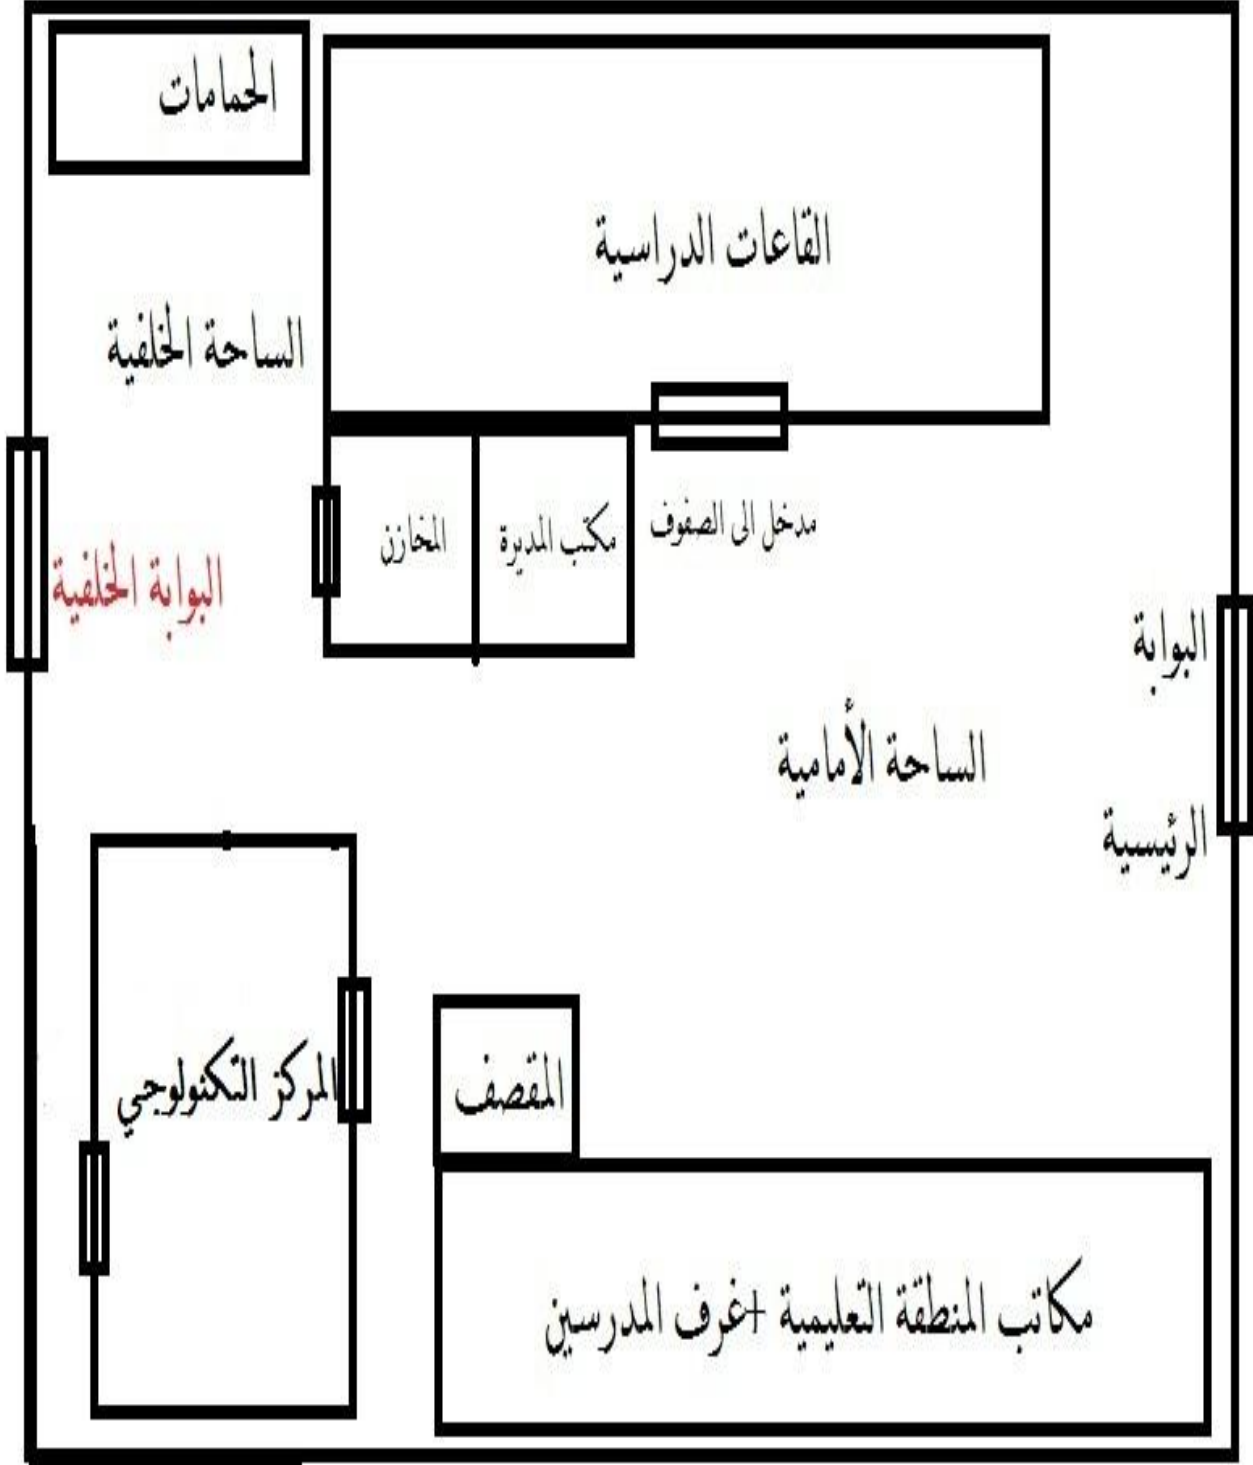 الحمامات
القاعات الدراسية
الساحة الخلفية
مدخل الى الصفوف
مكتب المديرة
المخازن
البوابة الخلفية
البوابة
الرئيسية
الساحة الأمامية
المركز التكنولوجي
المقصف
مكاتب المنطقة التعليمية +غرف المدرسين